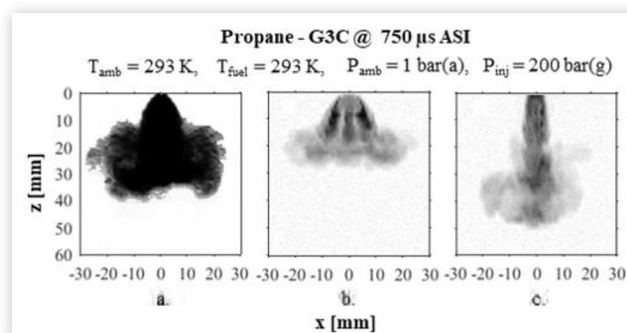 Propane - G3C @ 750 µs ASI
T_amb = 293 K, T_fuel = 293 K, P_amb = 1 bar(a), P_inj = 200 bar(g)
0
10
20
30
40
50
60
z [mm]
-30 -20 -10 0 10 20 30 -30 -20 -10 0 10 20 30 -30 -20 -10 0 10 20 30
a. b. c.
x [mm]